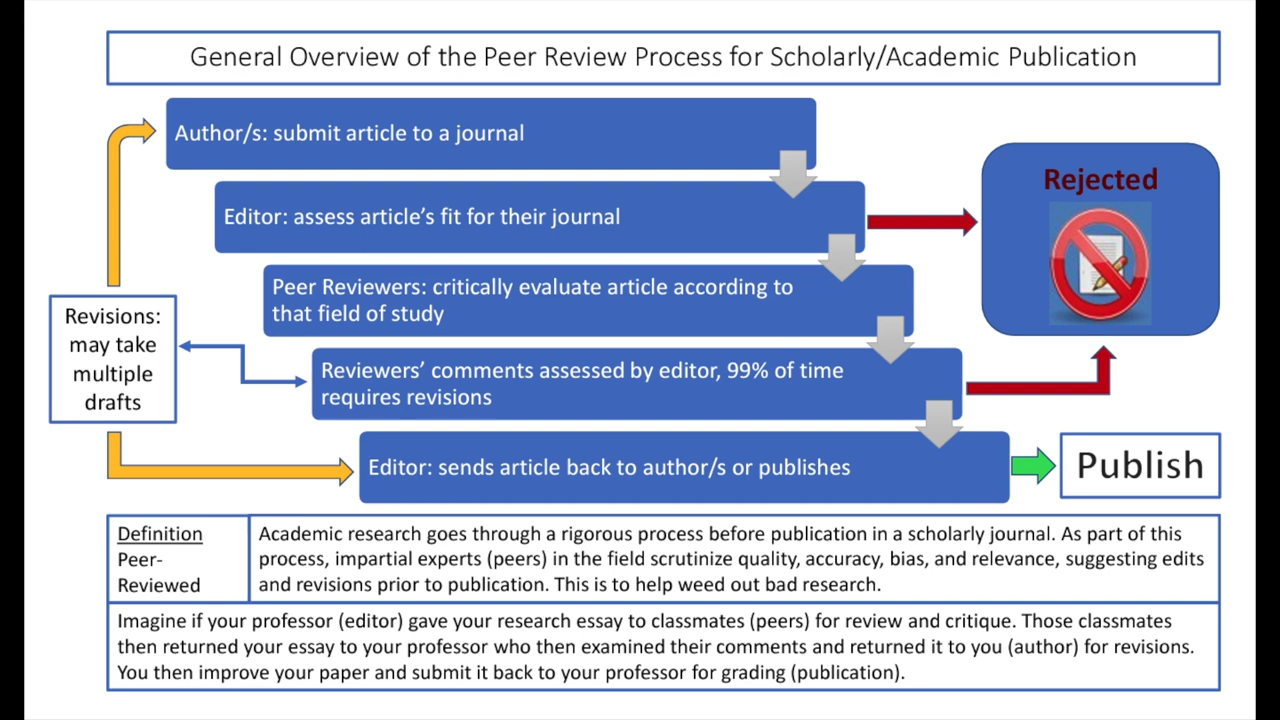 General Overview of the Peer Review Process for Scholarly/Academic Publication
Author/s: submit article to a journal
Editor: assess article's fit for their journal
Rejected
Peer Reviewers: critically evaluate article according to
that field of study
Revisions:
may take
multiple
drafts
Reviewers' comments assessed by editor, 99% of time
requires revisions
Editor: sends article back to author/s or publishes
Publish
Definition
Peer-
Reviewed
Academic research goes through a rigorous process before publication in a scholarly journal. As part of this
process, impartial experts (peers) in the field scrutinize quality, accuracy, bias, and relevance, suggesting edits
and revisions prior to publication. This is to help weed out bad research.
Imagine if your professor (editor) gave your research essay to classmates (peers) for review and critique. Those classmates
then returned your essay to your professor who then examined their comments and returned it to you (author) for revisions.
You then improve your paper and submit it back to your professor for grading (publication).